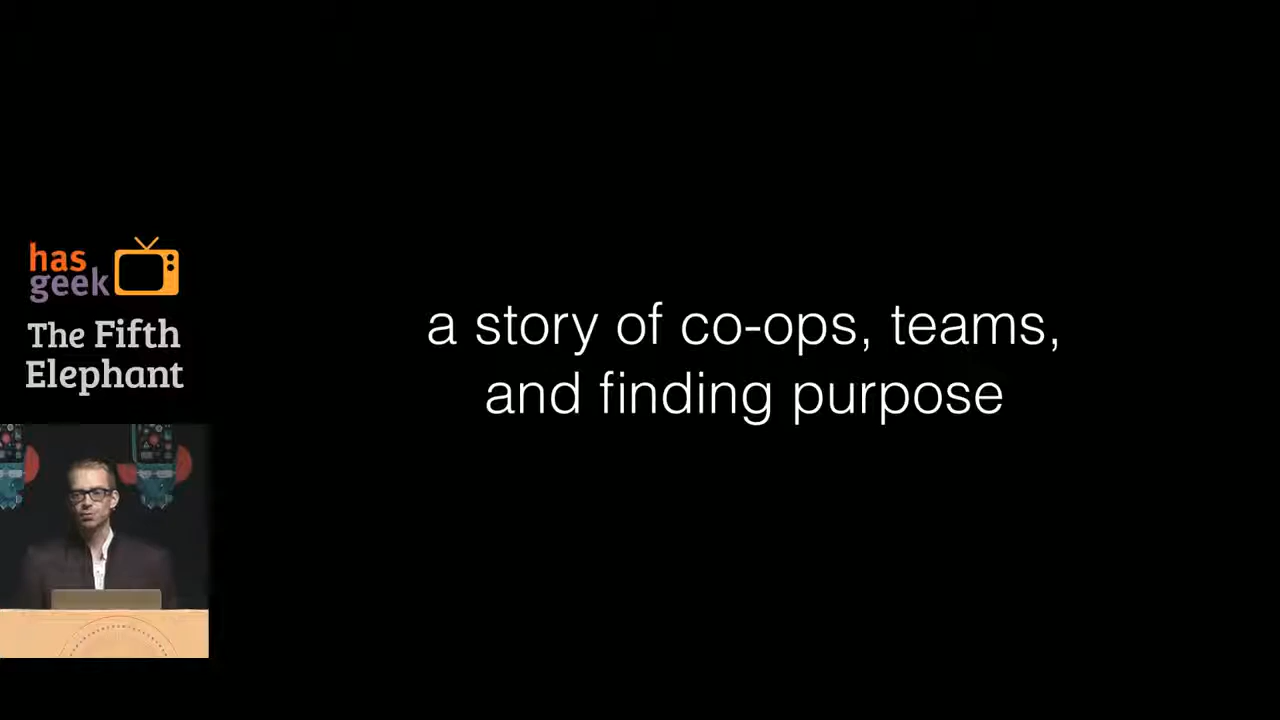 has
geek
The Fifth
Elephant
a story of co-ops, teams,
and finding purpose